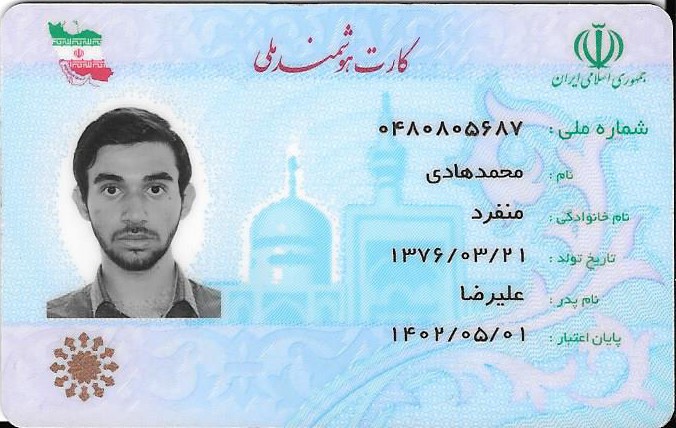 کارت هوشمند ملی
جمهوری اسلامی ایران
شماره ملی : ۰۴۸۰۸۰۵۶۸۷
نام : محمدهادی
نام خانوادگی : منفرد
تاریخ تولد : ۱۳۷۶/۰۳/۲۱
نام پدر : علیرضا
پایان اعتبار : ۱۴۰۲/۰۵/۰۱